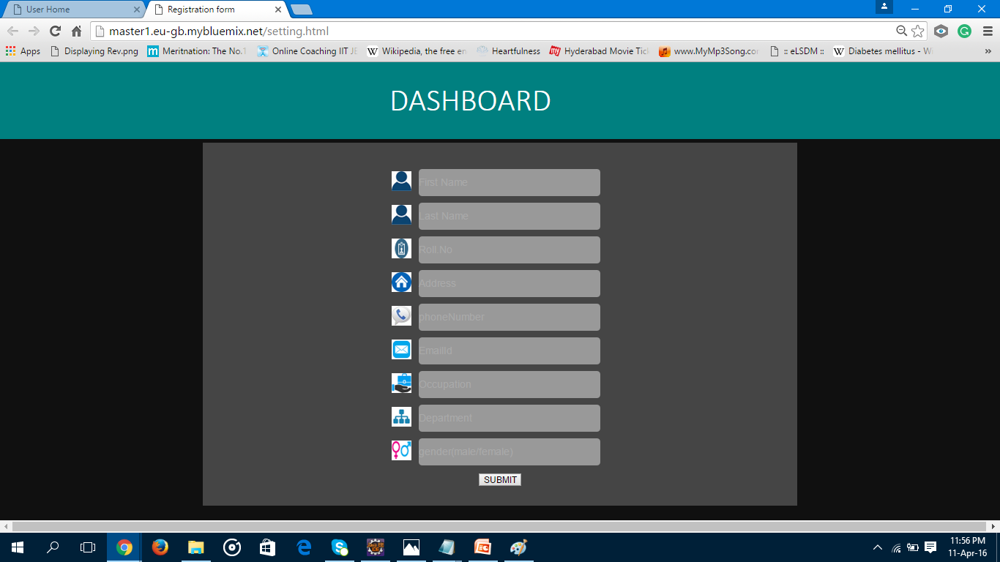 User Home
Registration form
master1.eu-gb.mybluemix.net/setting.html
Apps
Displaying Rev.png
Meritnation: The No.1
Online Coaching IIT JE
W Wikipedia, the free en
Heartfulness
my Hyderabad Movie Tick
www.MyMp3Song.co
:: eLSDM ::
W Diabetes mellitus - Wi
»
DASHBOARD
First Name
Last Name
Roll No
Address
phoneNumber
EmailId
Occupation
Department
gender(male/female)
SUBMIT
11:56 PM
11-Apr-16